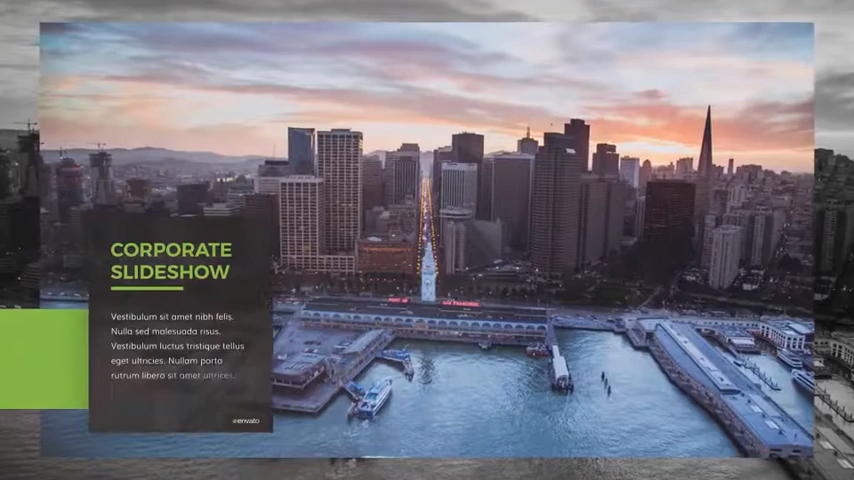 CORPORATE
SLIDESHOW
Vestibulum sit amet nibh felis.
Nulla sed malesuada risus.
Vestibulum luctus tristique tellus
eget ultricies. Nullam porta
rutrum libero sit amet ultrices.
@envato